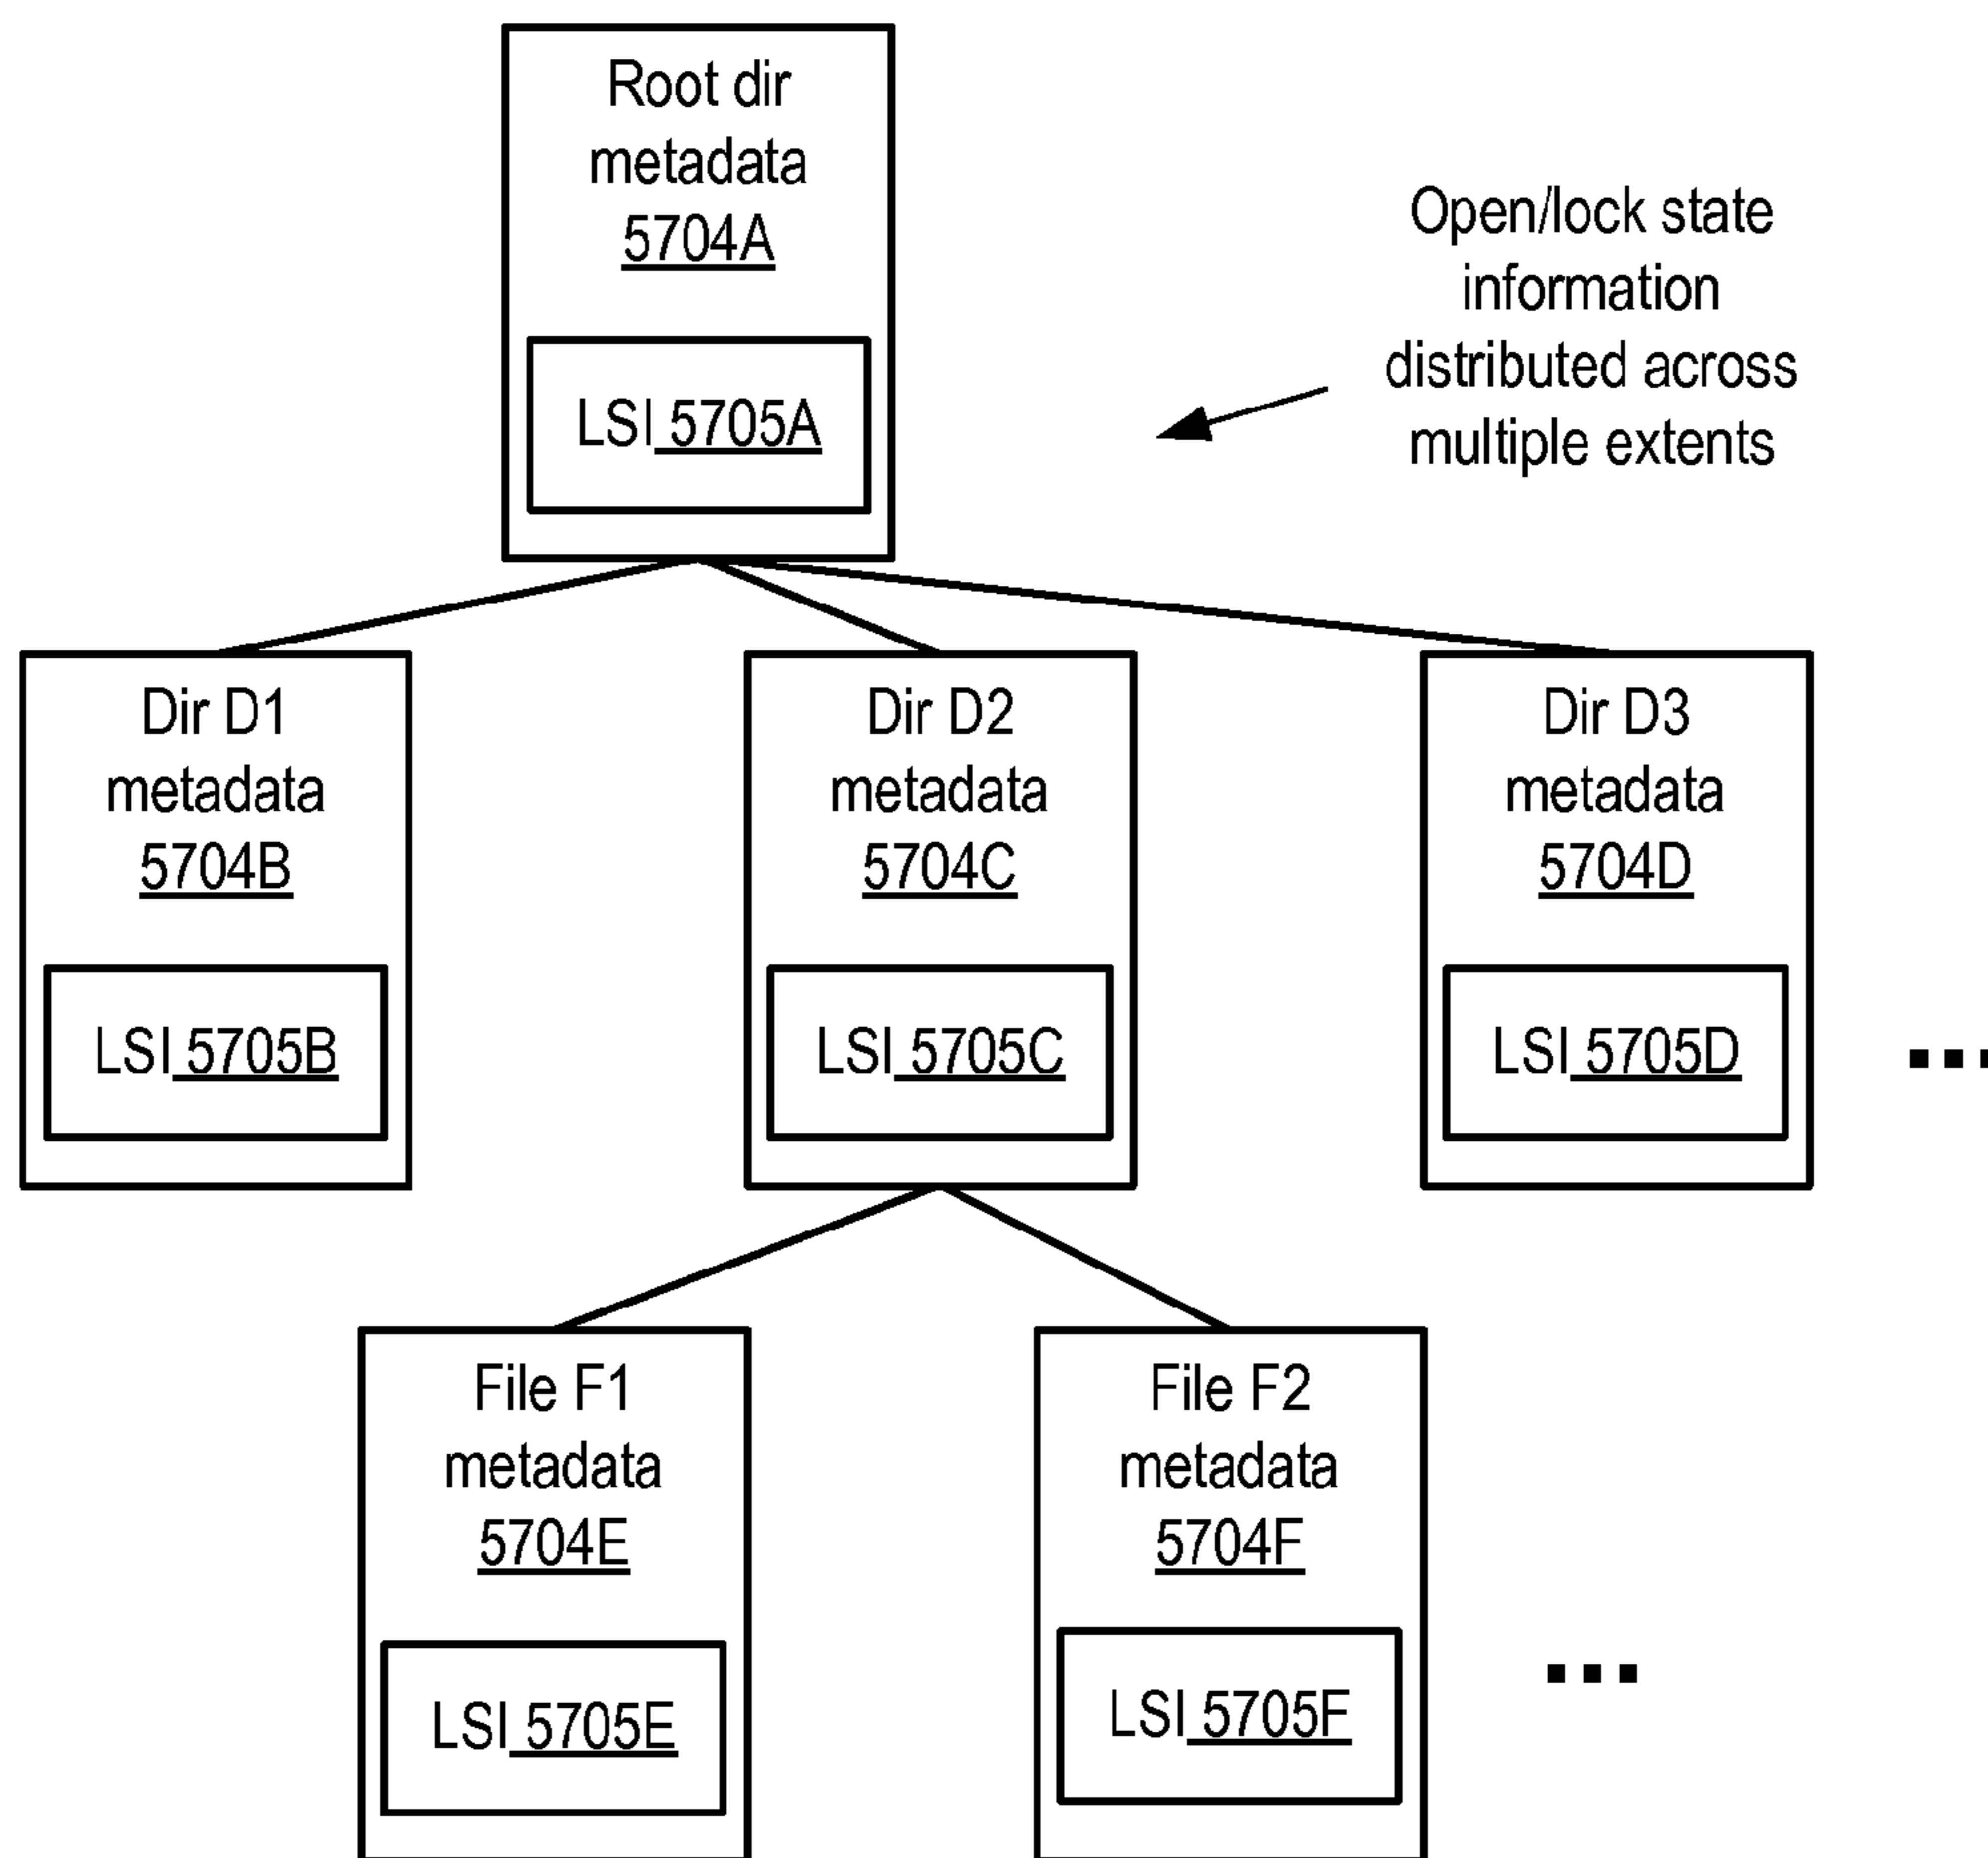 Root dir
metadata
5704A
LSI 5705A
Open/lock state
information
distributed across
multiple extents
Dir D1
metadata
5704B
LSI 5705B
Dir D2
metadata
5704C
LSI 5705C
Dir D3
metadata
5704D
LSI 5705D
...
File F1
metadata
5704E
LSI 5705E
File F2
metadata
5704F
LSI 5705F
...